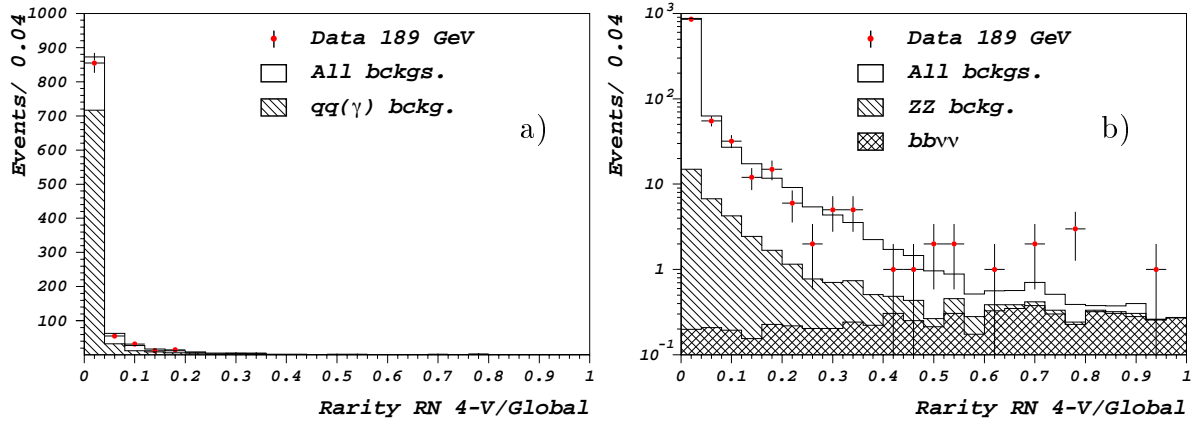 Events/ 0.04
1000
900
800
700
600
500
400
300
200
100
0 0.1 0.2 0.3 0.4 0.5 0.6 0.7 0.8 0.9 1
Rarity RN 4-V/Global
Data 189 GeV
All bckgs.
qq(γ) bckg.
a)
Events/ 0.04
10³
10²
10
1
10⁻¹
0 0.1 0.2 0.3 0.4 0.5 0.6 0.7 0.8 0.9 1
Rarity RN 4-V/Global
Data 189 GeV
All bckgs.
ZZ bckg.
bbνν
b)